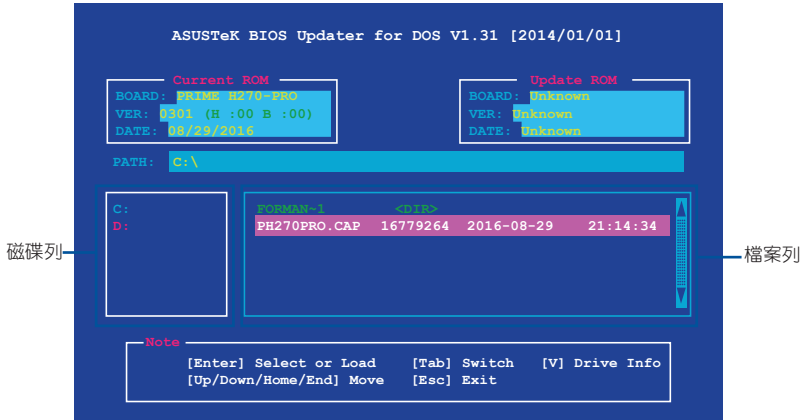 ASUSTeK BIOS Updater for DOS V1.31 [2014/01/01]
Current ROM
BOARD: PRIME H270-PRO
VER: 0301 (H :00 B :00)
DATE: 08/29/2016
Update ROM
BOARD: Unknown
VER: Unknown
DATE: Unknown
PATH: C:\
C:
D:
FORMAN~1 <DIR>
PH270PRO.CAP 16779264 2016-08-29 21:14:34
磁碟列
檔案列
Note
[Enter] Select or Load [Tab] Switch [V] Drive Info
[Up/Down/Home/End] Move [Esc] Exit